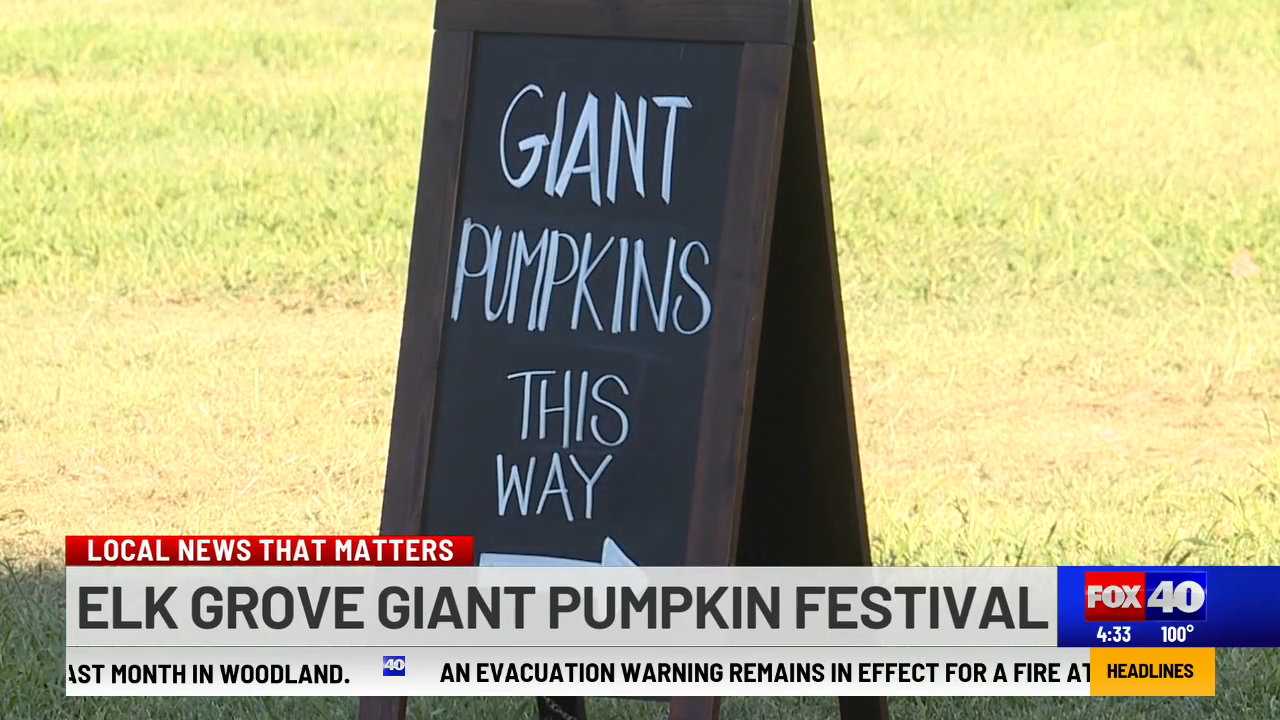 GIANT
PUMPKINS
THIS
WAY
LOCAL NEWS THAT MATTERS
ELK GROVE GIANT PUMPKIN FESTIVAL
FOX 40
4:33 100°
AST MONTH IN WOODLAND. 40 AN EVACUATION WARNING REMAINS IN EFFECT FOR A FIRE AT
HEADLINES